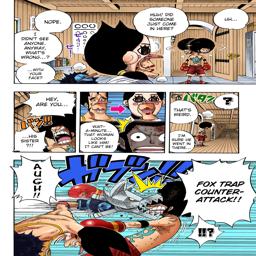 UH...
HUH? DID
SOMEONE
JUST COME
IN HERE?
NOPE.
I DIDN'T
SEE ANYONE,
ANYWAY,
WHAT'S
WRONG...?
...WITH
YOUR FACE?
?
THAT'S
WEIRD.
I'M SURE
HE WENT
IN THERE.
WAIT-
A-MINUTE...
THAT WOMAN
LOOKS LIKE
HIM! IT
CAN'T BE!
HEY,
ARE YOU...
...HIS
SISTER
?!!
FOX TRAP
COUNTER-
ATTACK!!
!!?
AUGH!!